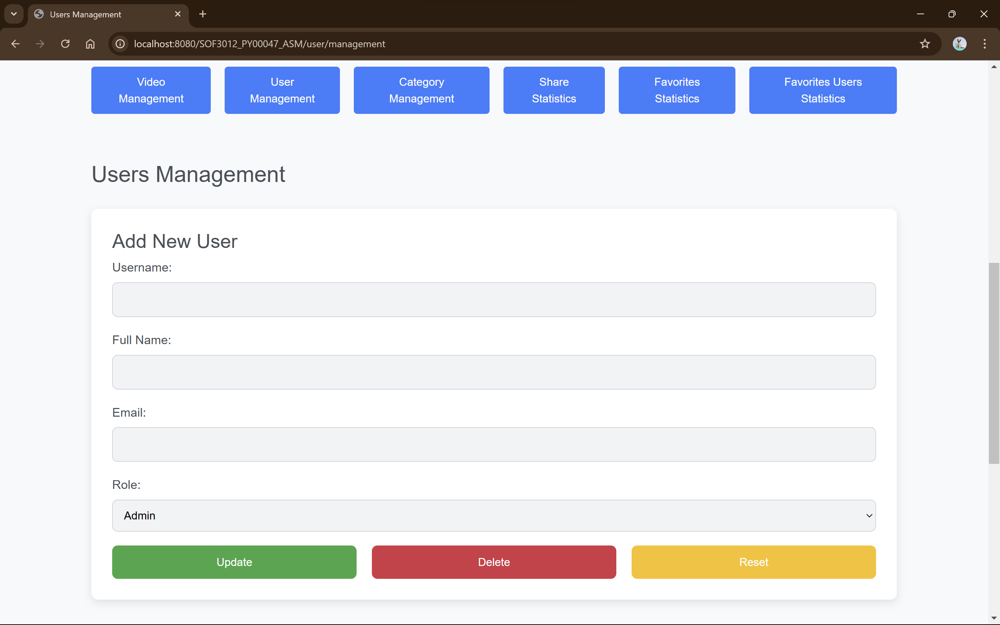 Users Management
localhost:8080/SOF3012_PY00047_ASM/user/management
Video
Management
User
Management
Category
Management
Share
Statistics
Favorites
Statistics
Favorites Users
Statistics
Users Management
Add New User
Username:
Full Name:
Email:
Role:
Admin
Update
Delete
Reset